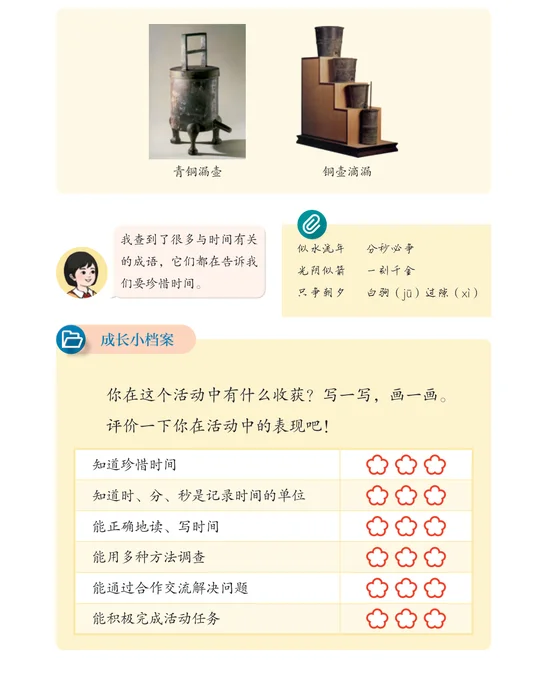 青铜漏壶
铜壶滴漏
我查到了很多与时间有关
的成语，它们都在告诉我
们要珍惜时间。
似水流年 分秒必争
光阴似箭 一刻千金
只争朝夕 白驹（jū）过隙（xì）
成长小档案
你在这个活动中有什么收获？写一写，画一画。
评价一下你在活动中的表现吧！
知道珍惜时间
知道时、分、秒是记录时间的单位
能正确地读、写时间
能用多种方法调查
能通过合作交流解决问题
能积极完成活动任务